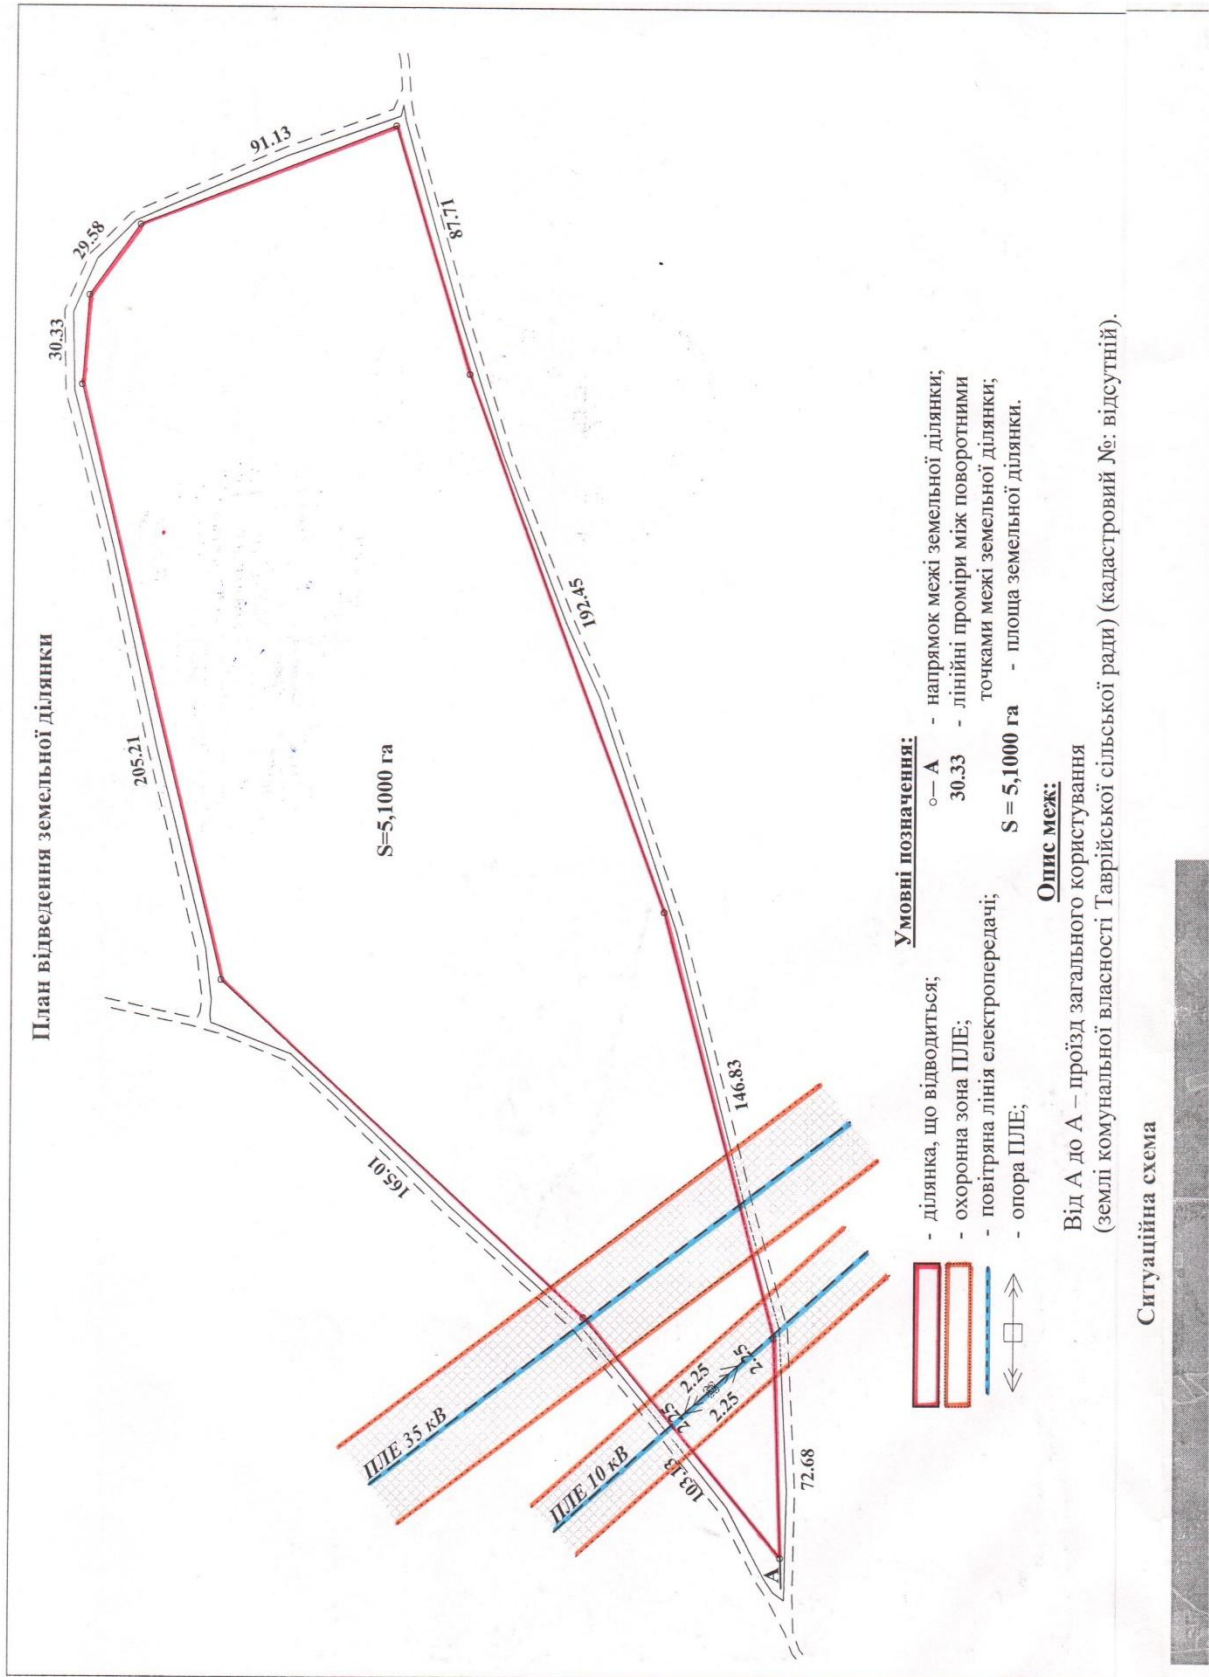 План відведення земельної ділянки
30.33
29.58
91.13
205.21
S=5,1000 га
87.71
192.45
165.01
146.83
ПЛЕ 35 кВ
ПЛЕ 10 кВ
2.25
2.25
2.25
2.25
103.13
72.68
А
Умовні позначення:
- ділянка, що відводиться;
- охоронна зона ПЛЕ;
- повітряна лінія електропередачі;
- опора ПЛЕ;
А - напрямок межі земельної ділянки;
30.33 - лінійні проміри між поворотними
точками межі земельної ділянки;
S = 5,1000 га - площа земельної ділянки.
Опис меж:
Від А до А – проїзд загального користування
(землі комунальної власності Таврійської сільської ради) (кадастровий №: відсутній).
Ситуаційна схема